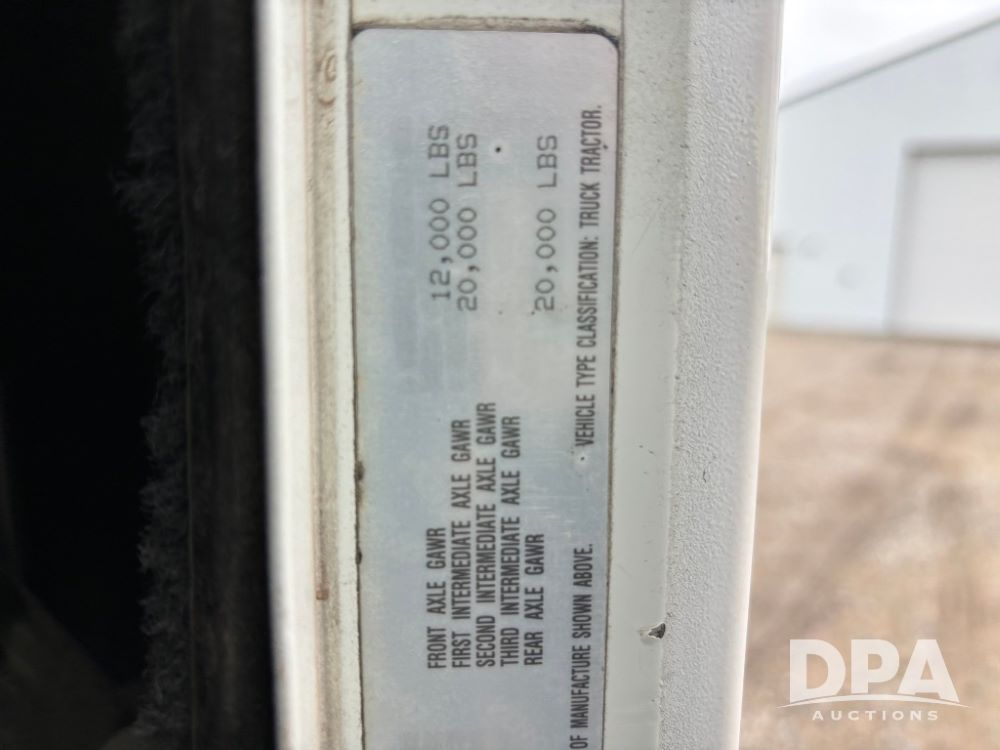 FRONT AXLE GAWR 12,000 LBS
FIRST INTERMEDIATE AXLE GAWR 20,000 LBS
SECOND INTERMEDIATE AXLE GAWR
THIRD INTERMEDIATE AXLE GAWR
REAR AXLE GAWR 20,000 LBS
OF MANUFACTURE SHOWN ABOVE. VEHICLE TYPE CLASSIFICATION: TRUCK TRACTOR.
DPA
AUCTIONS